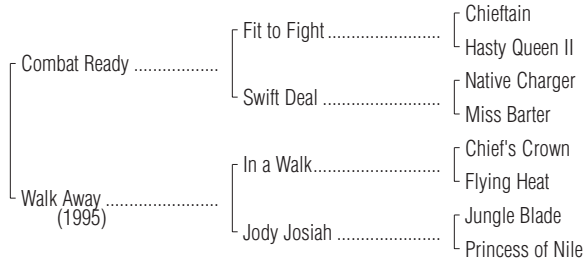 Chieftain
Fit to Fight ......................
Hasty Queen II
Combat Ready .................
Native Charger
Swift Deal .......................
Miss Barter
Chief's Crown
In a Walk.........................
Flying Heat
Walk Away ......................
(1995)
Jungle Blade
Jody Josiah ....................
Princess of Nile